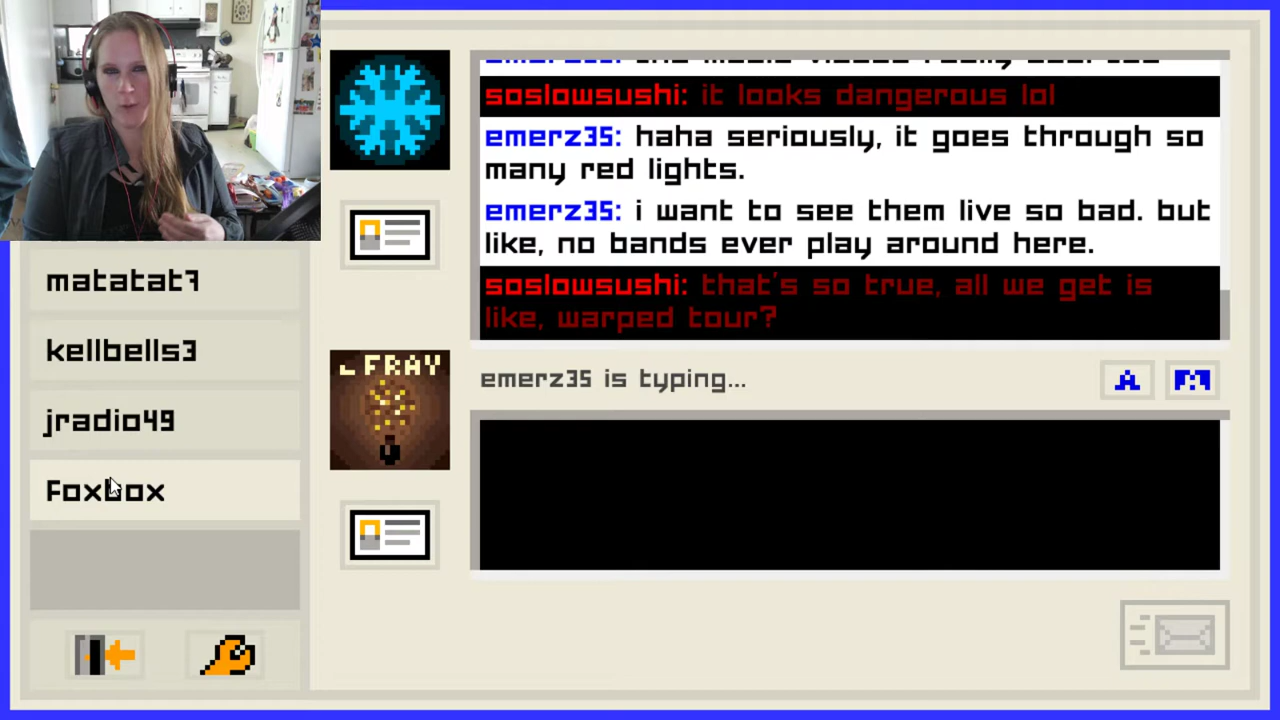 soslowsushi: it looks dangerous lol
emerz35: haha seriously, it goes through so
many red lights.
emerz35: i want to see them live so bad. but
like, no bands ever play around here.
soslowsushi: that's so true, all we get is
like, warped tour?
FRAY
emerz35 is typing...
A
matatat7
kellbells3
jradio49
Foxbox